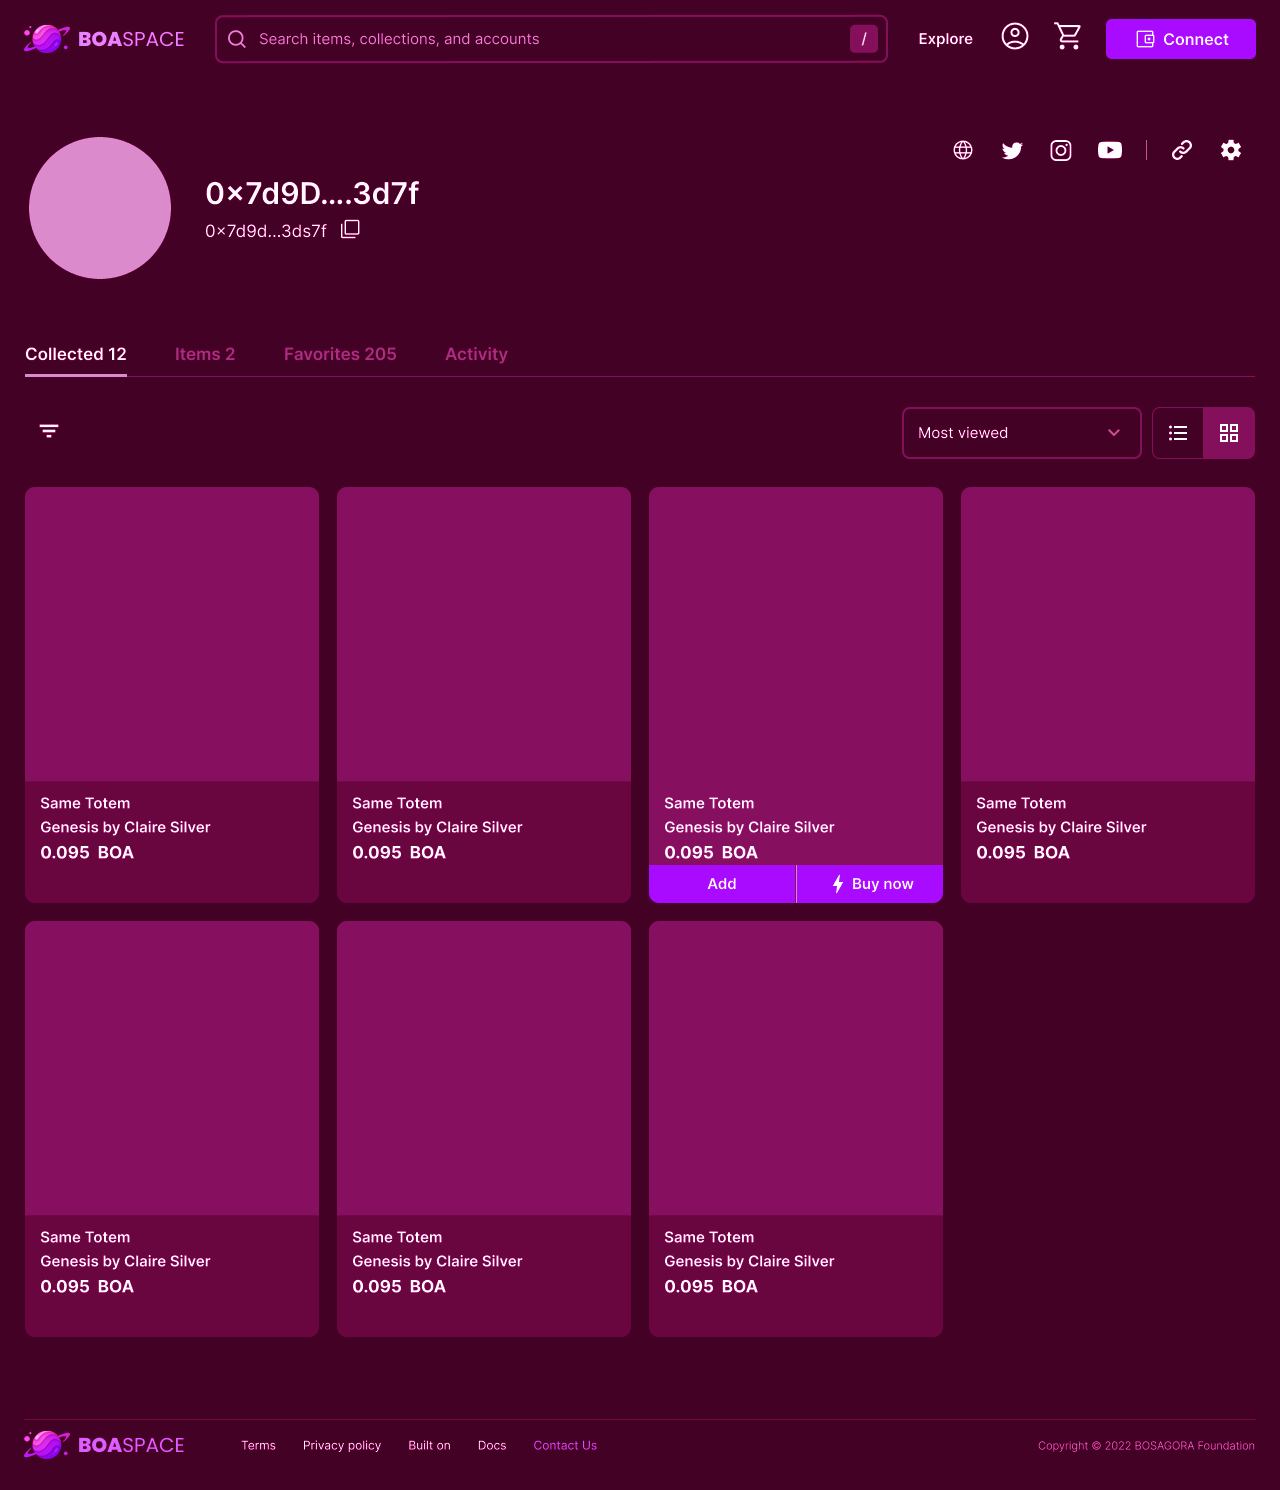 BOASPACE
Search items, collections, and accounts
/
Explore
Connect
0×7d9D....3d7f
0×7d9d...3ds7f
Collected 12
Items 2
Favorites 205
Activity
Most viewed
Same Totem
Genesis by Claire Silver
0.095 BOA
Same Totem
Genesis by Claire Silver
0.095 BOA
Same Totem
Genesis by Claire Silver
0.095 BOA
Add
Buy now
Same Totem
Genesis by Claire Silver
0.095 BOA
Same Totem
Genesis by Claire Silver
0.095 BOA
Same Totem
Genesis by Claire Silver
0.095 BOA
Same Totem
Genesis by Claire Silver
0.095 BOA
BOASPACE
Terms
Privacy policy
Built on
Docs
Contact Us
Copyright © 2022 BOSAGORA Foundation